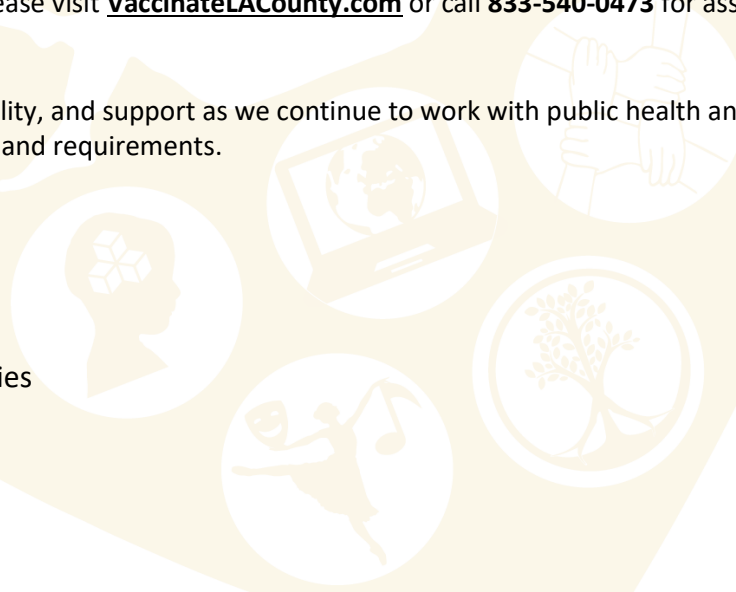 ease visit VaccinateLACounty.com or call 833-540-0473 for ass
lity, and support as we continue to work with public health an
and requirements.
ies